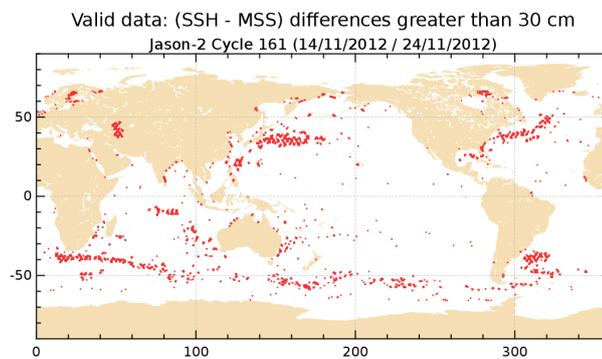 Valid data: (SSH - MSS) differences greater than 30 cm
Jason-2 Cycle 161 (14/11/2012 / 24/11/2012)
50
0
-50
0 100 200 300